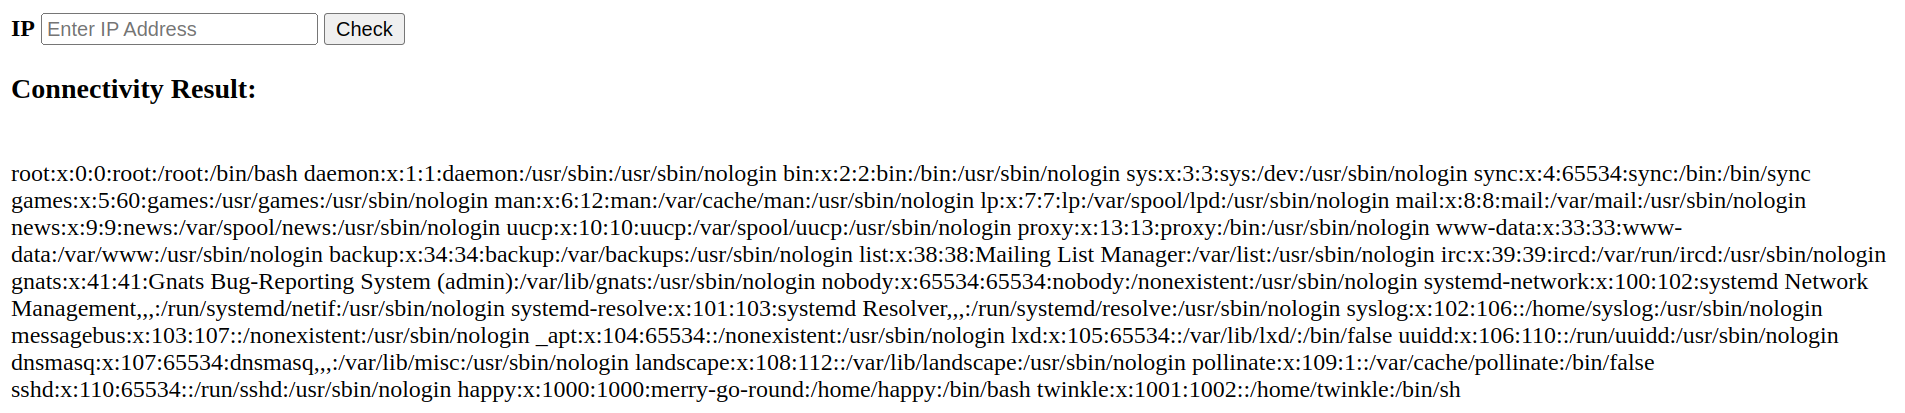 IP Enter IP Address Check
Connectivity Result:
root:x:0:0:root:/root:/bin/bash daemon:x:1:1:daemon:/usr/sbin:/usr/sbin/nologin bin:x:2:2:bin:/bin:/usr/sbin/nologin sys:x:3:3:sys:/dev:/usr/sbin/nologin sync:x:4:65534:sync:/bin:/bin/sync
games:x:5:60:games:/usr/games:/usr/sbin/nologin man:x:6:12:man:/var/cache/man:/usr/sbin/nologin lp:x:7:7:lp:/var/spool/lpd:/usr/sbin/nologin mail:x:8:8:mail:/var/mail:/usr/sbin/nologin
news:x:9:9:news:/var/spool/news:/usr/sbin/nologin uucp:x:10:10:uucp:/var/spool/uucp:/usr/sbin/nologin proxy:x:13:13:proxy:/bin:/usr/sbin/nologin www-data:x:33:33:www-
data:/var/www:/usr/sbin/nologin backup:x:34:34:backup:/var/backups:/usr/sbin/nologin list:x:38:38:Mailing List Manager:/var/list:/usr/sbin/nologin irc:x:39:39:ircd:/var/run/ircd:/usr/sbin/nologin
gnats:x:41:41:Gnats Bug-Reporting System (admin):/var/lib/gnats:/usr/sbin/nologin nobody:x:65534:65534:nobody:/nonexistent:/usr/sbin/nologin systemd-network:x:100:102:systemd Network
Management,,,:/run/systemd/netif:/usr/sbin/nologin systemd-resolve:x:101:103:systemd Resolver,,,:/run/systemd/resolve:/usr/sbin/nologin syslog:x:102:106::/home/syslog:/usr/sbin/nologin
messagebus:x:103:107::/nonexistent:/usr/sbin/nologin _apt:x:104:65534::/nonexistent:/usr/sbin/nologin lxd:x:105:65534::/var/lib/lxd/:/bin/false uuidd:x:106:110::/run/uuidd:/usr/sbin/nologin
dnsmasq:x:107:65534:dnsmasq,,,:/var/lib/misc:/usr/sbin/nologin landscape:x:108:112::/var/lib/landscape:/usr/sbin/nologin pollinate:x:109:1::/var/cache/pollinate:/bin/false
sshd:x:110:65534::/run/sshd:/usr/sbin/nologin happy:x:1000:1000:merry-go-round:/home/happy:/bin/bash twinkle:x:1001:1002::/home/twinkle:/bin/sh